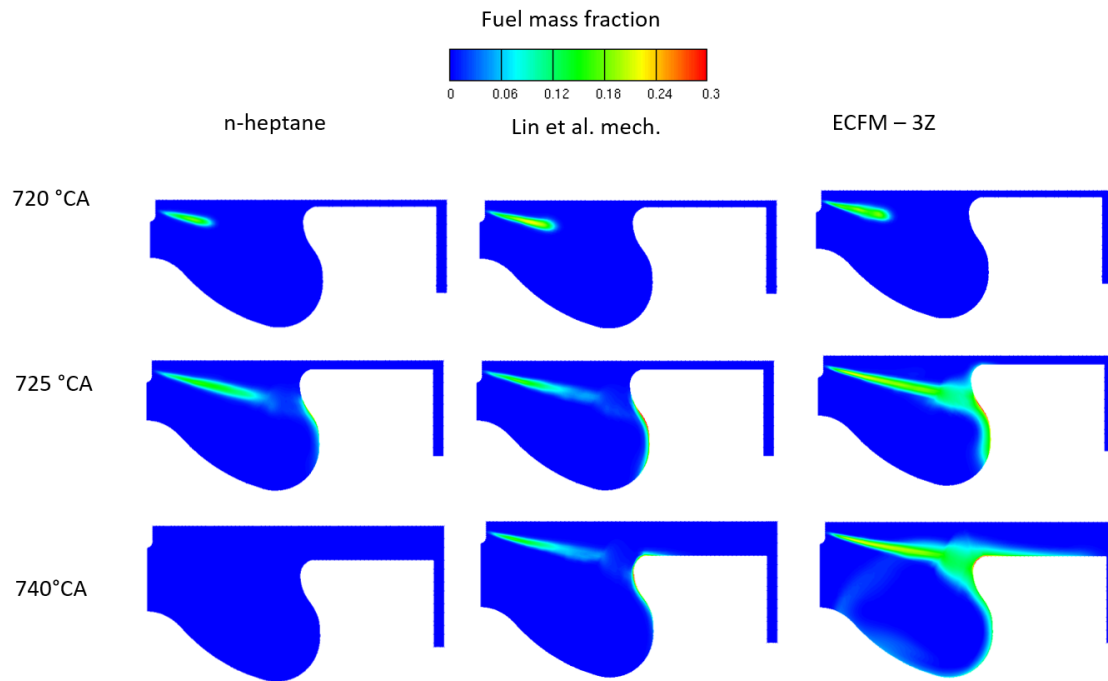 Fuel mass fraction
0 0.06 0.12 0.18 0.24 0.3
n-heptane Lin et al. mech. ECFM – 3Z
720 °CA
725 °CA
740°CA